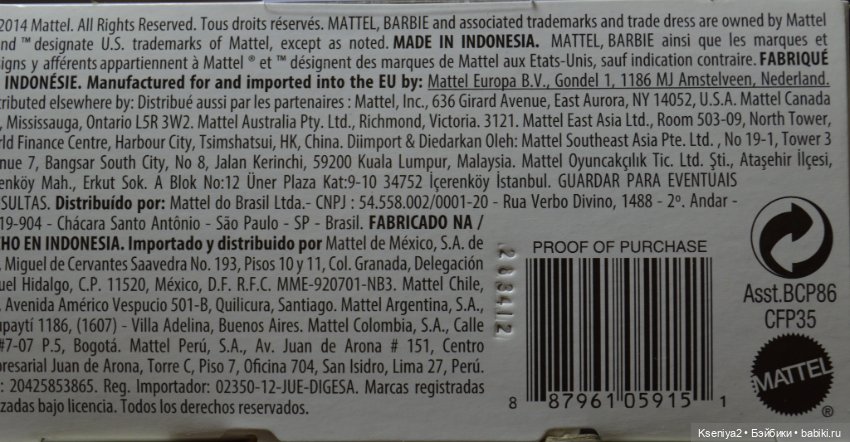 ©2014 Mattel. All Rights Reserved. Tous droits réservés. MATTEL, BARBIE and associated trademarks and trade dress are owned by Mattel
nd ™ designate U.S. trademarks of Mattel, except as noted. MADE IN INDONESIA. MATTEL, BARBIE ainsi que les marques et
signs y afférents appartiennent à Mattel ® et ™ désignent des marques de Mattel aux Etats-Unis, sauf indication contraire. FABRIQUÉ
INDONÉSIE. Manufactured for and imported into the EU by: Mattel Europa B.V., Gondel 1, 1186 MJ Amstelveen, Nederland.
tributed elsewhere by: Distribué aussi par les partenaires : Mattel, Inc., 636 Girard Avenue, East Aurora, NY 14052, U.S.A. Mattel Canada
, Mississauga, Ontario L5R 3W2. Mattel Australia Pty. Ltd., Richmond, Victoria. 3121. Mattel East Asia Ltd., Room 503-09, North Tower,
rld Finance Centre, Harbour City, Tsimshatsui, HK, China. Diimport & Diedarkan Oleh: Mattel Southeast Asia Pte. Ltd. , No 19-1, Tower 3
enue 7, Bangsar South City, No 8, Jalan Kerinchi, 59200 Kuala Lumpur, Malaysia. Mattel Oyuncakçılık Tic. Ltd. Şti., Ataşehir İlçesi,
renköy Mah., Erkut Sok. A Blok No:12 Üner Plaza Kat:9-10 34752 İçerenköy İstanbul. GUARDAR PARA EVENTUAIS
SULTAS. Distribuído por: Mattel do Brasil Ltda.- CNPJ : 54.558.002/0001-20 - Rua Verbo Divino, 1488 - 2º. Andar -
19-904 - Chácara Santo Antônio - São Paulo - SP - Brasil. FABRICADO NA /
CHO EN INDONESIA. Importado y distribuido por Mattel de México, S.A. de
, Miguel de Cervantes Saavedra No. 193, Pisos 10 y 11, Col. Granada, Delegación
uel Hidalgo, C.P. 11520, México, D.F. R.F.C. MME-920701-NB3. Mattel Chile,
. Avenida Américo Vespucio 501-B, Quilicura, Santiago. Mattel Argentina, S.A.,
upaytí 1186, (1607) - Villa Adelina, Buenos Aires. Mattel Colombia, S.A., Calle
#7-07 P.5, Bogotá. Mattel Perú, S.A., Av. Juan de Arona # 151, Centro
presarial Juan de Arona, Torre C, Piso 7, Oficina 704, San Isidro, Lima 27, Perú.
: 20425853865. Reg. Importador: 02350-12-JUE-DIGESA. Marcas registradas
izadas bajo licencia. Todos los derechos reservados.
PROOF OF PURCHASE
8 87961 05915 1
Asst.BCP86
CFP35
MATTEL
®
Kseniya2 • Бэйбики • babiki.ru